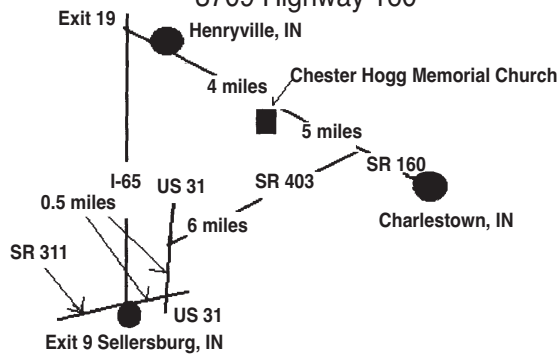 8709 Highway 160
Exit 19
Henryville, IN
4 miles
Chester Hogg Memorial Church
5 miles
SR 160
I-65
US 31
SR 403
0.5 miles
6 miles
Charlestown, IN
SR 311
US 31
Exit 9 Sellersburg, IN